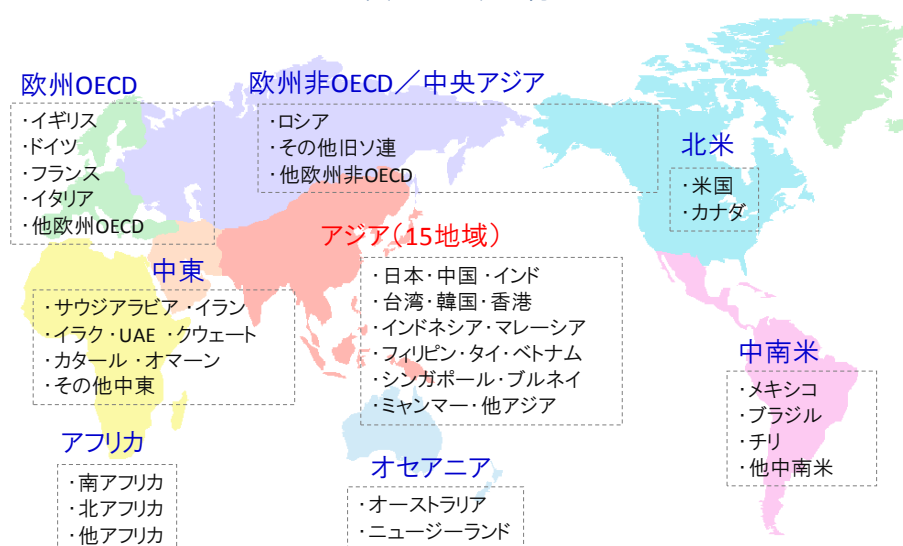 欧州OECD
・イギリス
・ドイツ
・フランス
・イタリア
・他欧州OECD
欧州非OECD／中央アジア
・ロシア
・その他旧ソ連
・他欧州非OECD
北米
・米国
・カナダ
中東
・サウジアラビア ・イラン
・イラク ・UAE ・クウェート
・カタール ・オマーン
・その他中東
アジア（15地域）
・日本・中国 ・インド
・台湾・韓国・香港
・インドネシア・マレーシア
・フィリピン・タイ・ベトナム
・シンガポール・ブルネイ
・ミャンマー・他アジア
中南米
・メキシコ
・ブラジル
・チリ
・他中南米
アフリカ
・南アフリカ
・北アフリカ
・他アフリカ
オセアニア
・オーストラリア
・ニュージーランド